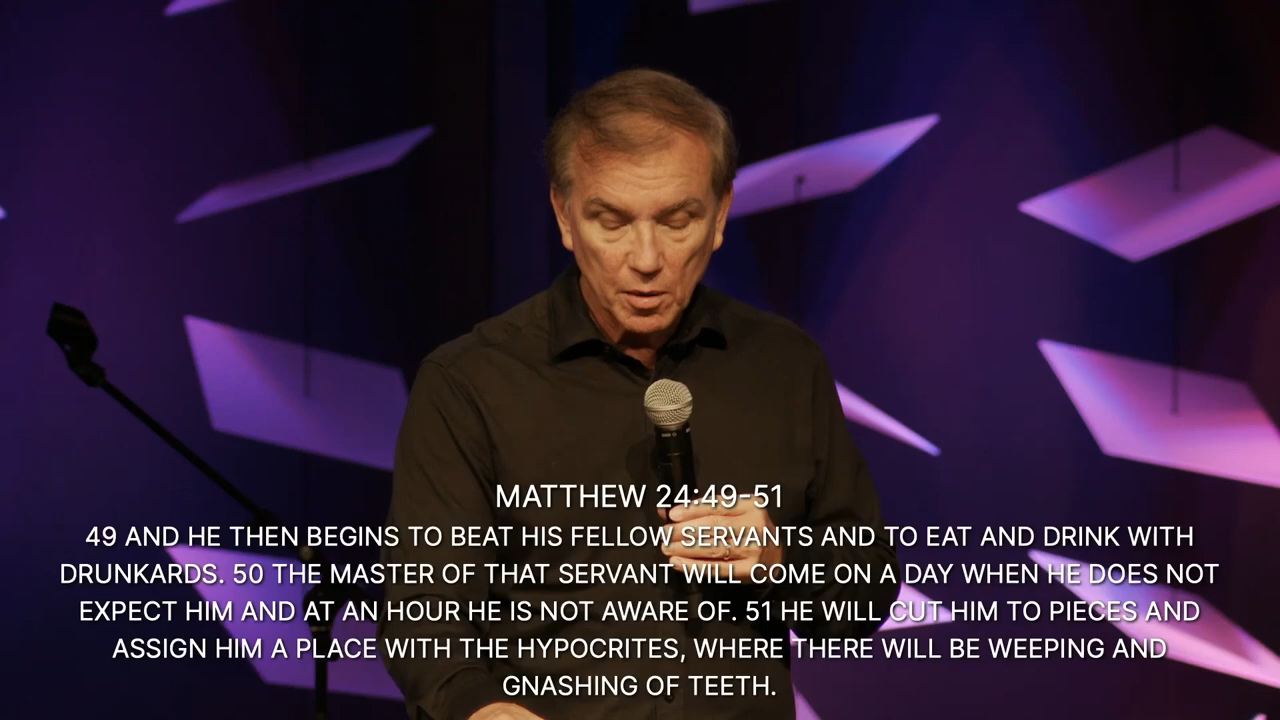 MATTHEW 24:49-51
49 AND HE THEN BEGINS TO BEAT HIS FELLOW SERVANTS AND TO EAT AND DRINK WITH
DRUNKARDS. 50 THE MASTER OF THAT SERVANT WILL COME ON A DAY WHEN HE DOES NOT
EXPECT HIM AND AT AN HOUR HE IS NOT AWARE OF. 51 HE WILL CUT HIM TO PIECES AND
ASSIGN HIM A PLACE WITH THE HYPOCRITES, WHERE THERE WILL BE WEEPING AND
GNASHING OF TEETH.